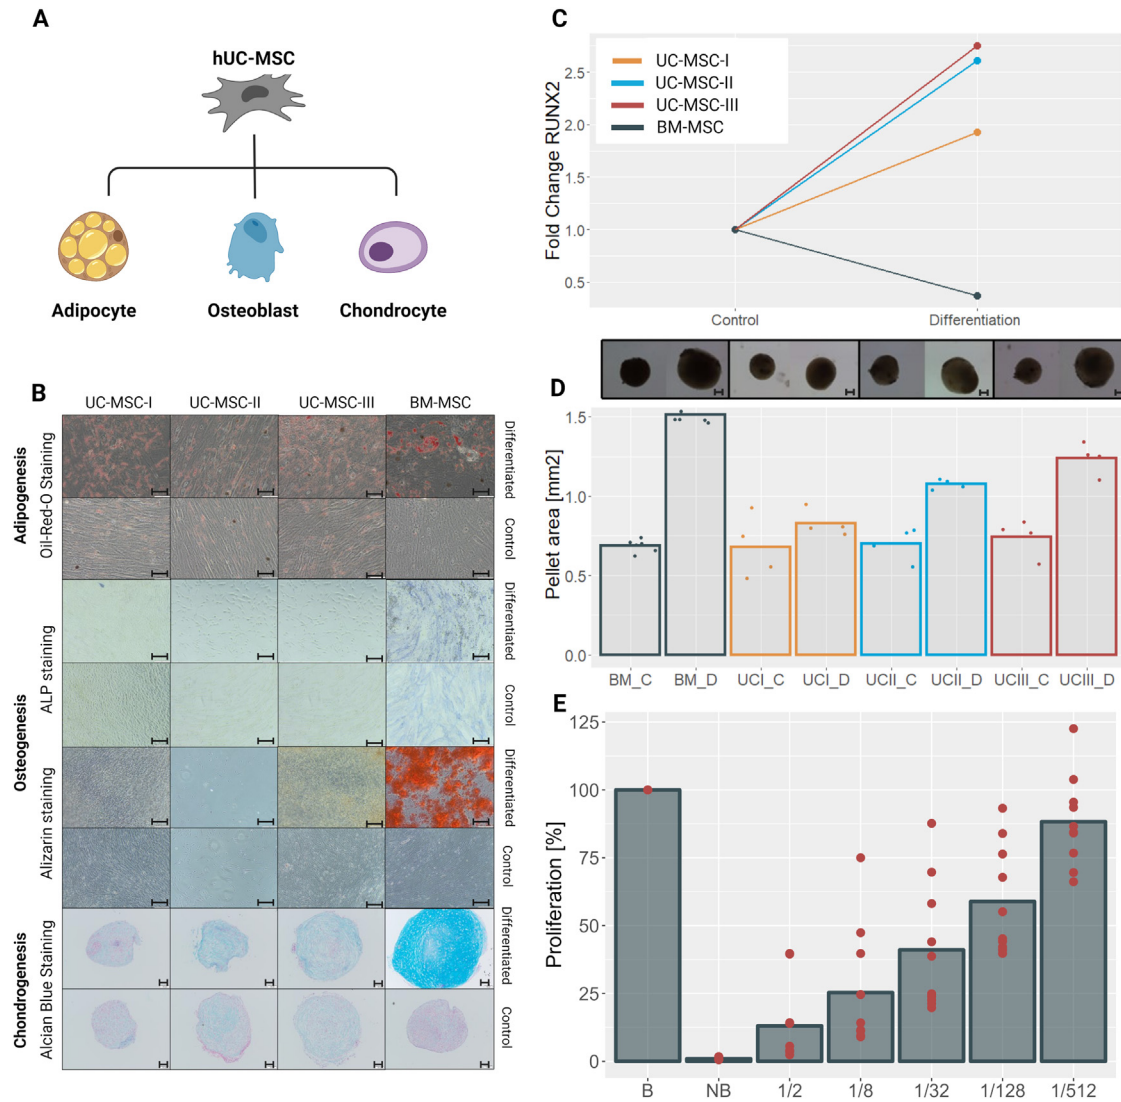 A
hUC-MSC
Adipocyte
Osteoblast
Chondrocyte
B
UC-MSC-I
UC-MSC-II
UC-MSC-III
BM-MSC
Adipogenesis
Oil-Red-O Staining
Differentiated
Control
Osteogenesis
ALP staining
Differentiated
Control
Alizarin staining
Differentiated
Control
Chondrogenesis
Alcian Blue Staining
Differentiated
Control
C
Fold Change RUNX2
2.5
2.0
1.5
1.0
0.5
UC-MSC-I
UC-MSC-II
UC-MSC-III
BM-MSC
Control
Differentiation
D
Pellet area [mm2]
1.5
1.0
0.5
0.0
BM_C
BM_D
UCI_C
UCI_D
UCII_C
UCII_D
UCIII_C
UCIII_D
E
Proliferation [%]
125
100
75
50
25
0
B
NB
1/2
1/8
1/32
1/128
1/512